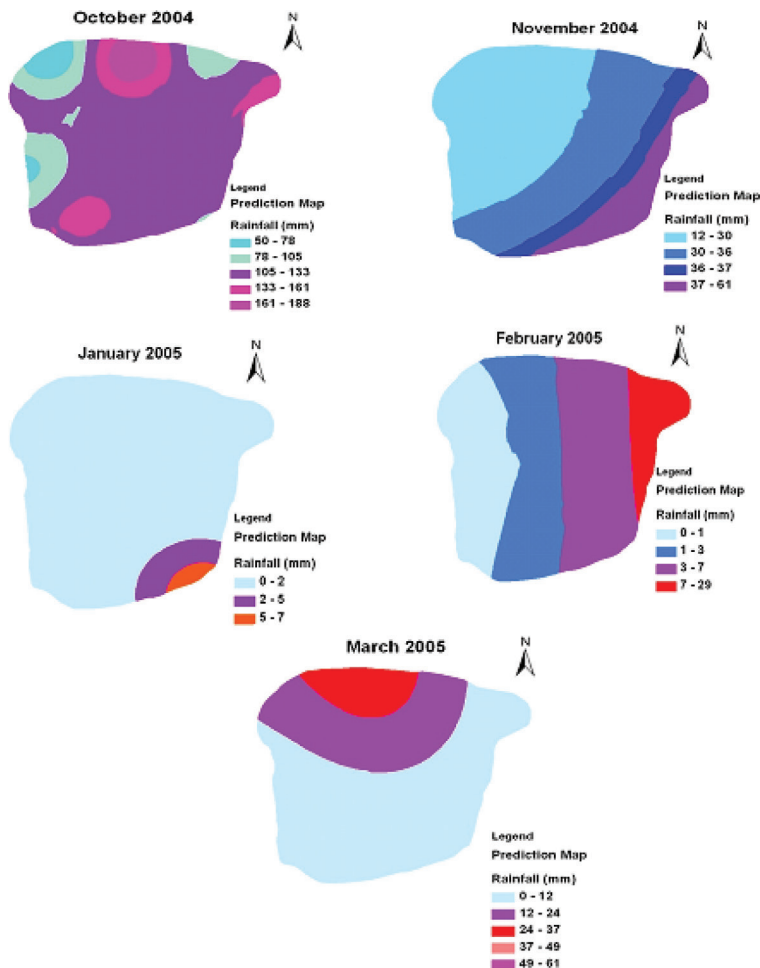 October 2004
N
Legend
Prediction Map
Rainfall (mm)
50 - 78
78 - 105
105 - 133
133 - 161
161 - 188
November 2004
N
Legend
Prediction Map
Rainfall (mm)
12 - 30
30 - 36
36 - 37
37 - 61
January 2005
N
Legend
Prediction Map
Rainfall (mm)
0 - 2
2 - 5
5 - 7
February 2005
N
Legend
Prediction Map
Rainfall (mm)
0 - 1
1 - 3
3 - 7
7 - 29
March 2005
N
Legend
Prediction Map
Rainfall (mm)
0 - 12
12 - 24
24 - 37
37 - 49
49 - 61